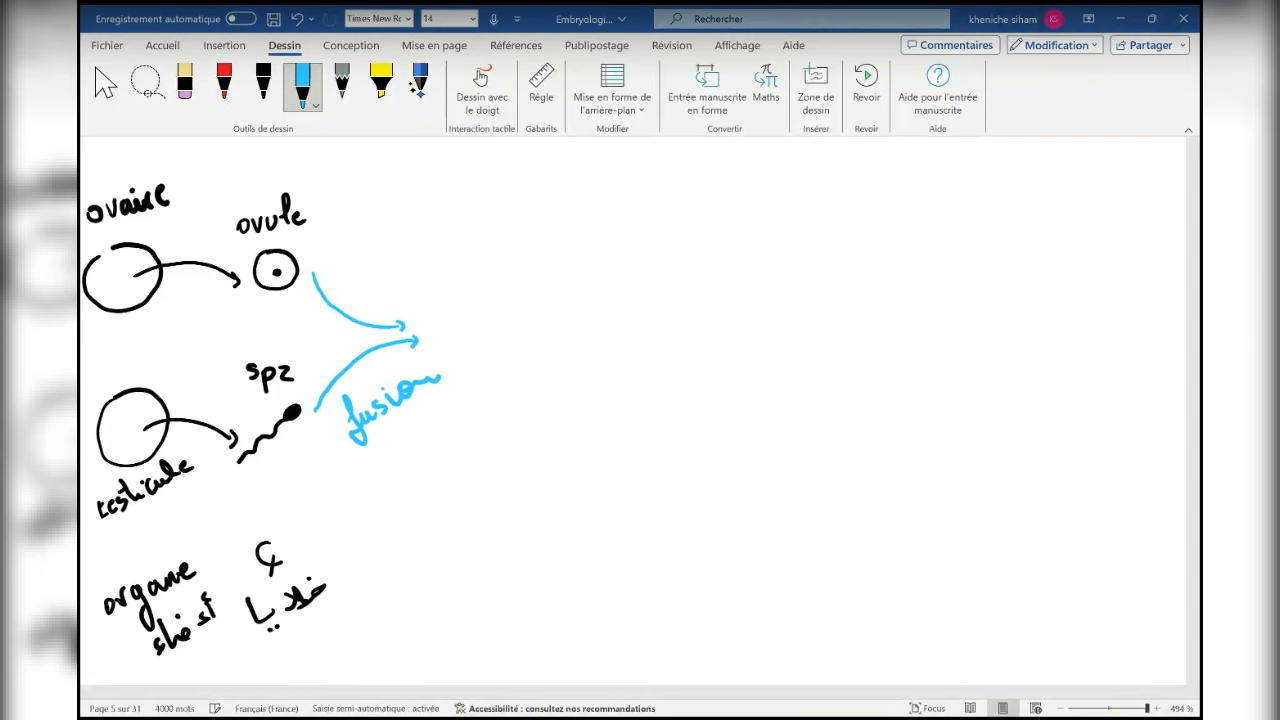 Enregistrement automatique
Times New Ro
14
Embryologi...
Rechercher
kheniche siham
KS
Fichier
Accueil
Insertion
Dessin
Conception
Mise en page
Références
Publipostage
Révision
Affichage
Aide
Commentaires
Modification
Partager
Dessin avec
le doigt
Règle
Mise en forme de
l'arrière-plan
Entrée manuscrite
en forme
Maths
Zone de
dessin
Revoir
Aide pour l'entrée
manuscrite
Outils de dessin
Interaction tactile
Gabarits
Modifier
Convertir
Insérer
Revoir
Aide
ovaire
ovule
spz
fusion
testicule
organe
أعضاء
خلايا
Page 5 sur 31
4000 mots
Français (France)
Saisie semi-automatique : activée
Accessibilité : consultez nos recommandations
Focus
494 %